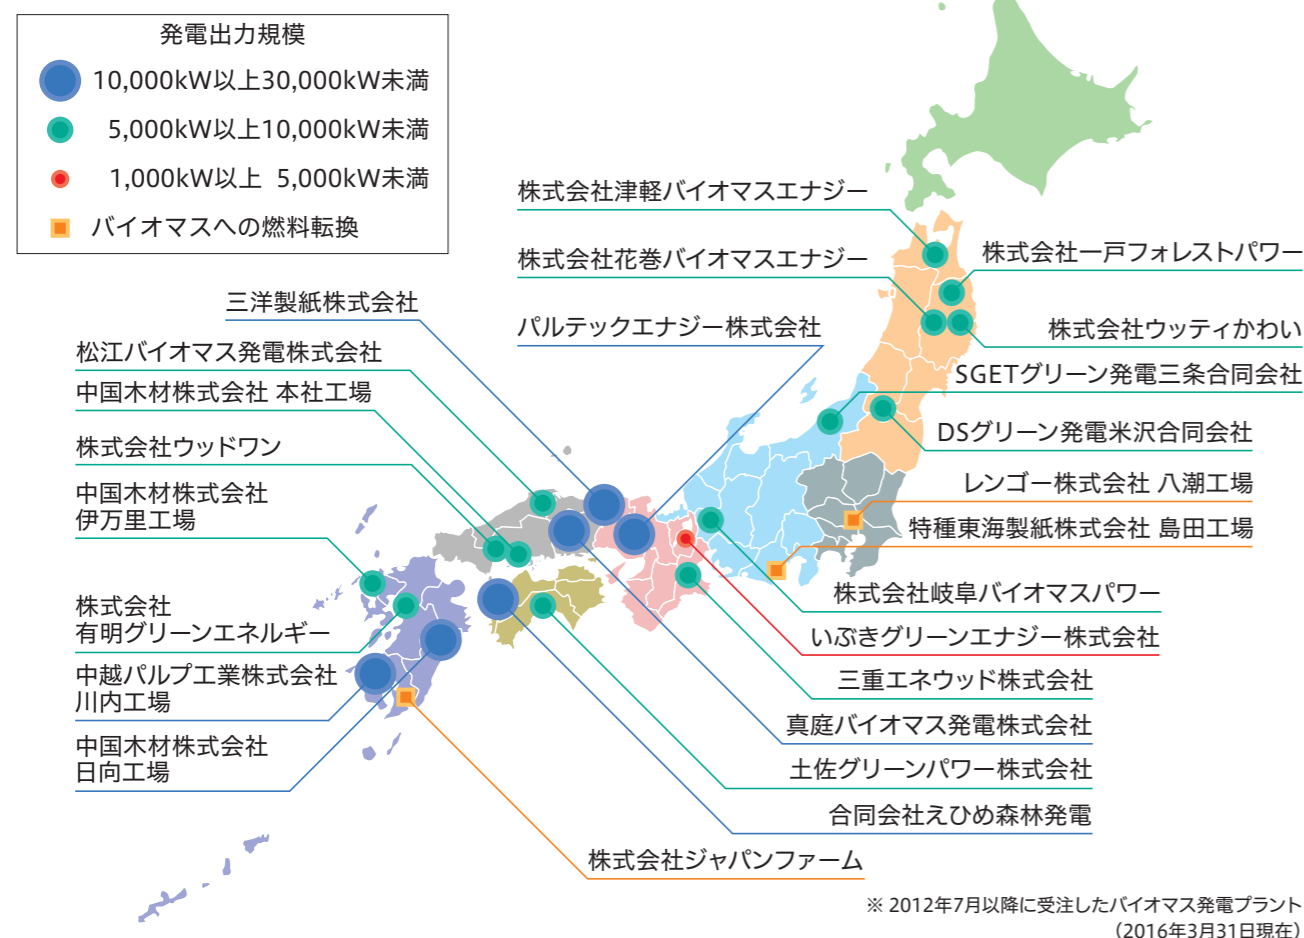 発電出力規模
10,000kW以上30,000kW未満
5,000kW以上10,000kW未満
1,000kW以上 5,000kW未満
バイオマスへの燃料転換
株式会社津軽バイオマスエナジー
株式会社一戸フォレストパワー
株式会社花巻バイオマスエナジー
三洋製紙株式会社
パルテックエナジー株式会社
株式会社ウッティかわい
松江バイオマス発電株式会社
SGETグリーン発電三条合同会社
中国木材株式会社 本社工場
DSグリーン発電米沢合同会社
株式会社ウッドワン
レンゴー株式会社 八潮工場
中国木材株式会社
伊万里工場
特種東海製紙株式会社 島田工場
株式会社岐阜バイオマスパワー
株式会社
有明グリーンエネルギー
いぶきグリーンエナジー株式会社
中越パルプ工業株式会社
川内工場
三重エネウッド株式会社
真庭バイオマス発電株式会社
中国木材株式会社
日向工場
土佐グリーンパワー株式会社
合同会社えひめ森林発電
株式会社ジャパンファーム
※ 2012年7月以降に受注したバイオマス発電プラント
（2016年3月31日現在）